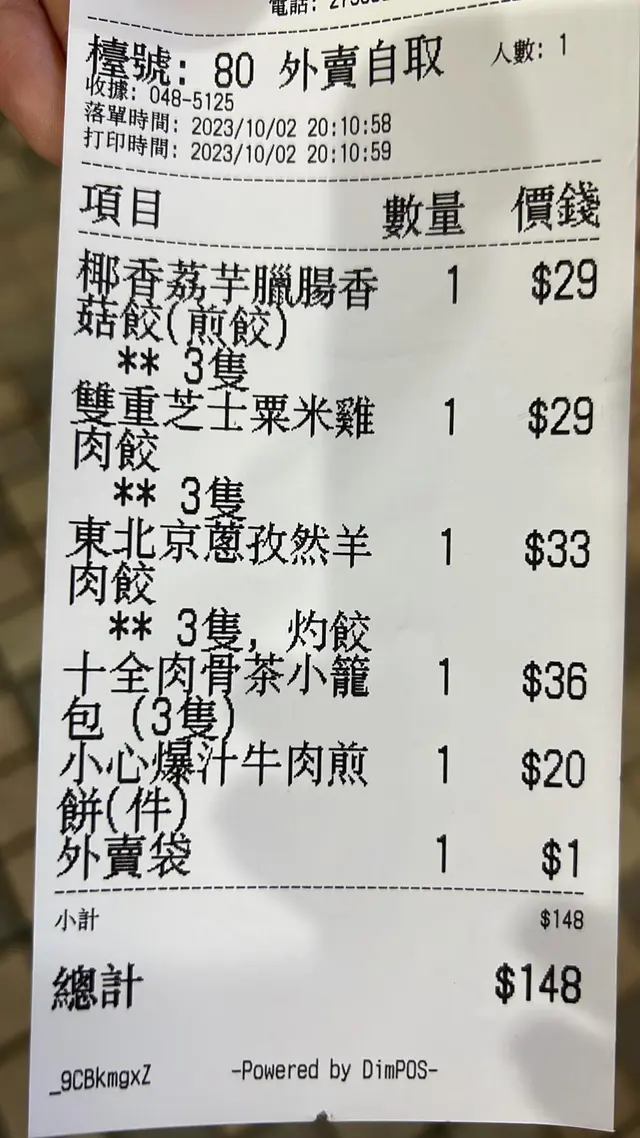 電話:
檯號: 80 外賣自取 人數: 1
收據: 048-5125
落單時間: 2023/10/02 20:10:58
打印時間: 2023/10/02 20:10:59
項目 數量 價錢
椰香荔芋臘腸香 1 $29
菇餃(煎餃)
** 3隻
雙重芝士粟米雞 1 $29
肉餃
** 3隻
東北京蔥孜然羊 1 $33
肉餃
** 3隻, 灼餃
十全肉骨茶小籠 1 $36
包 (3隻)
小心爆汁牛肉煎 1 $20
餅(件)
外賣袋 1 $1
小計 $148
總計 $148
_9CBkmgxZ -Powered by DimPOS-